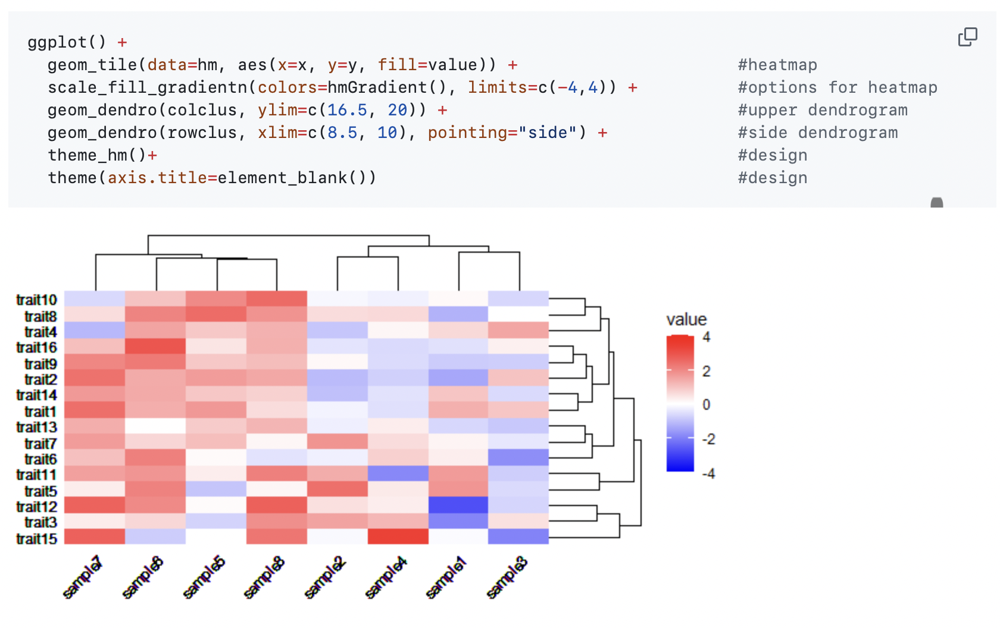 ggplot() +
geom_tile(data=hm, aes(x=x, y=y, fill=value)) + #heatmap
scale_fill_gradientn(colors=hmGradient(), limits=c(-4,4)) + #options for heatmap
geom_dendro(colclus, ylim=c(16.5, 20)) + #upper dendrogram
geom_dendro(rowclus, xlim=c(8.5, 10), pointing="side") + #side dendrogram
theme_hm()+ #design
theme(axis.title=element_blank()) #design
trait10
trait8
trait4
trait16
trait9
trait2
trait14
trait1
trait13
trait7
trait6
trait11
trait5
trait12
trait3
trait15
sample7 sample6 sample5 sample8 sample2 sample4 sample1 sample3
value
4
2
0
-2
-4